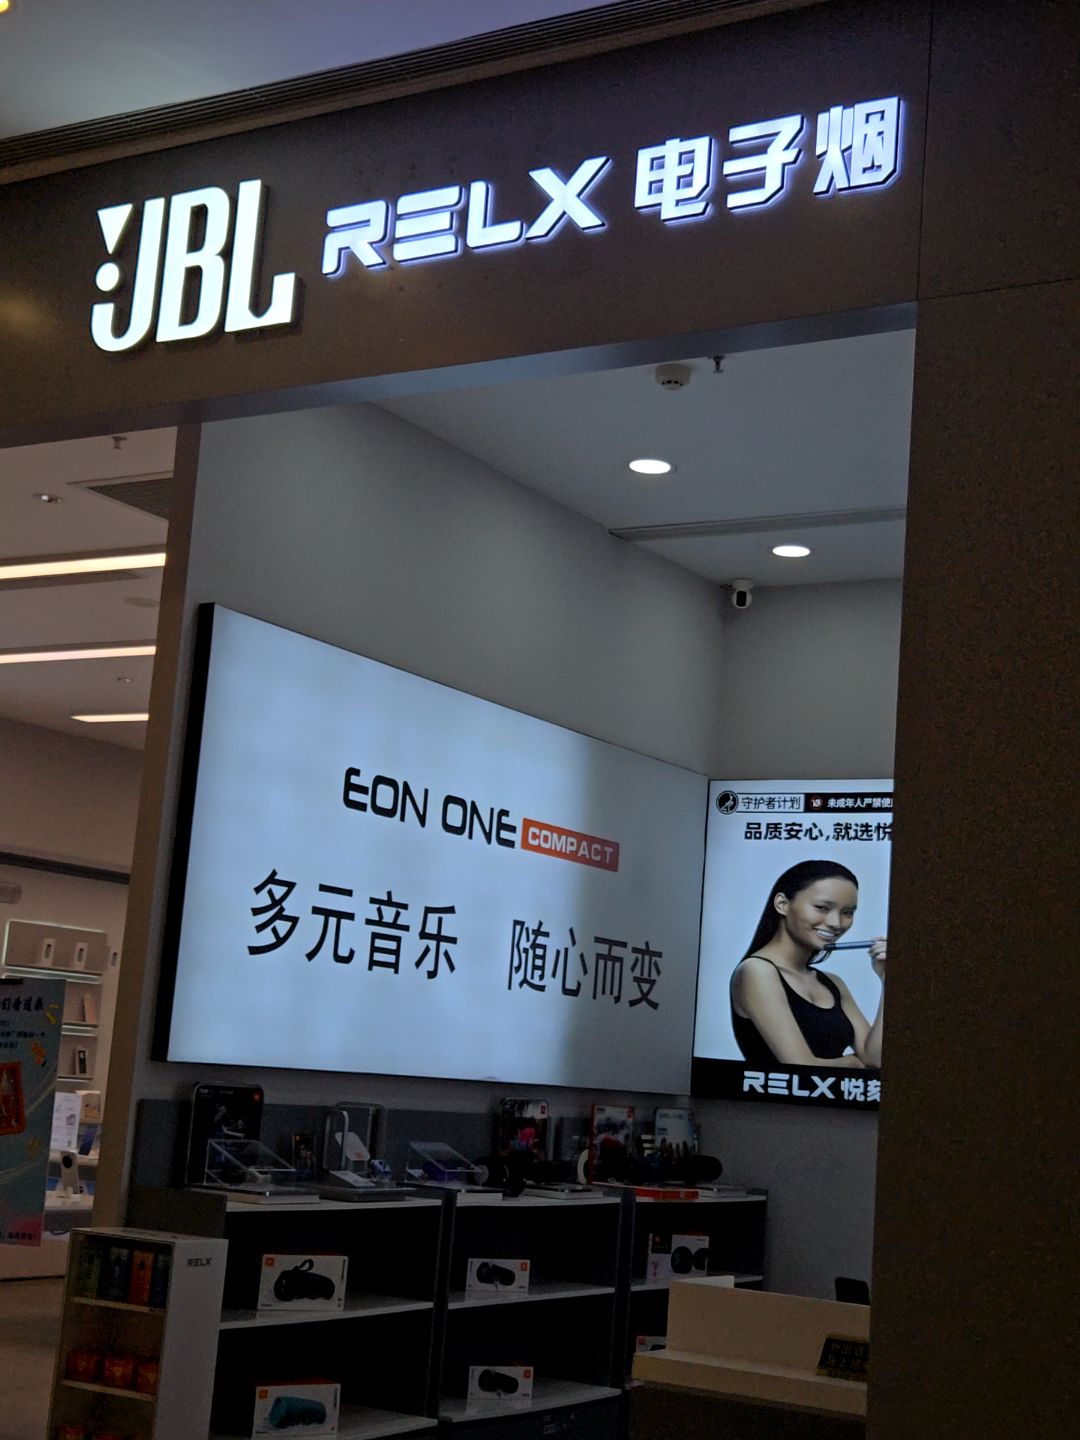 JBL RELX 电子烟
EON ONE COMPACT
多元音乐 随心而变
守护者计划 18 未成年人严禁使
品质安心,就选悦
RELX 悦刻
RELX